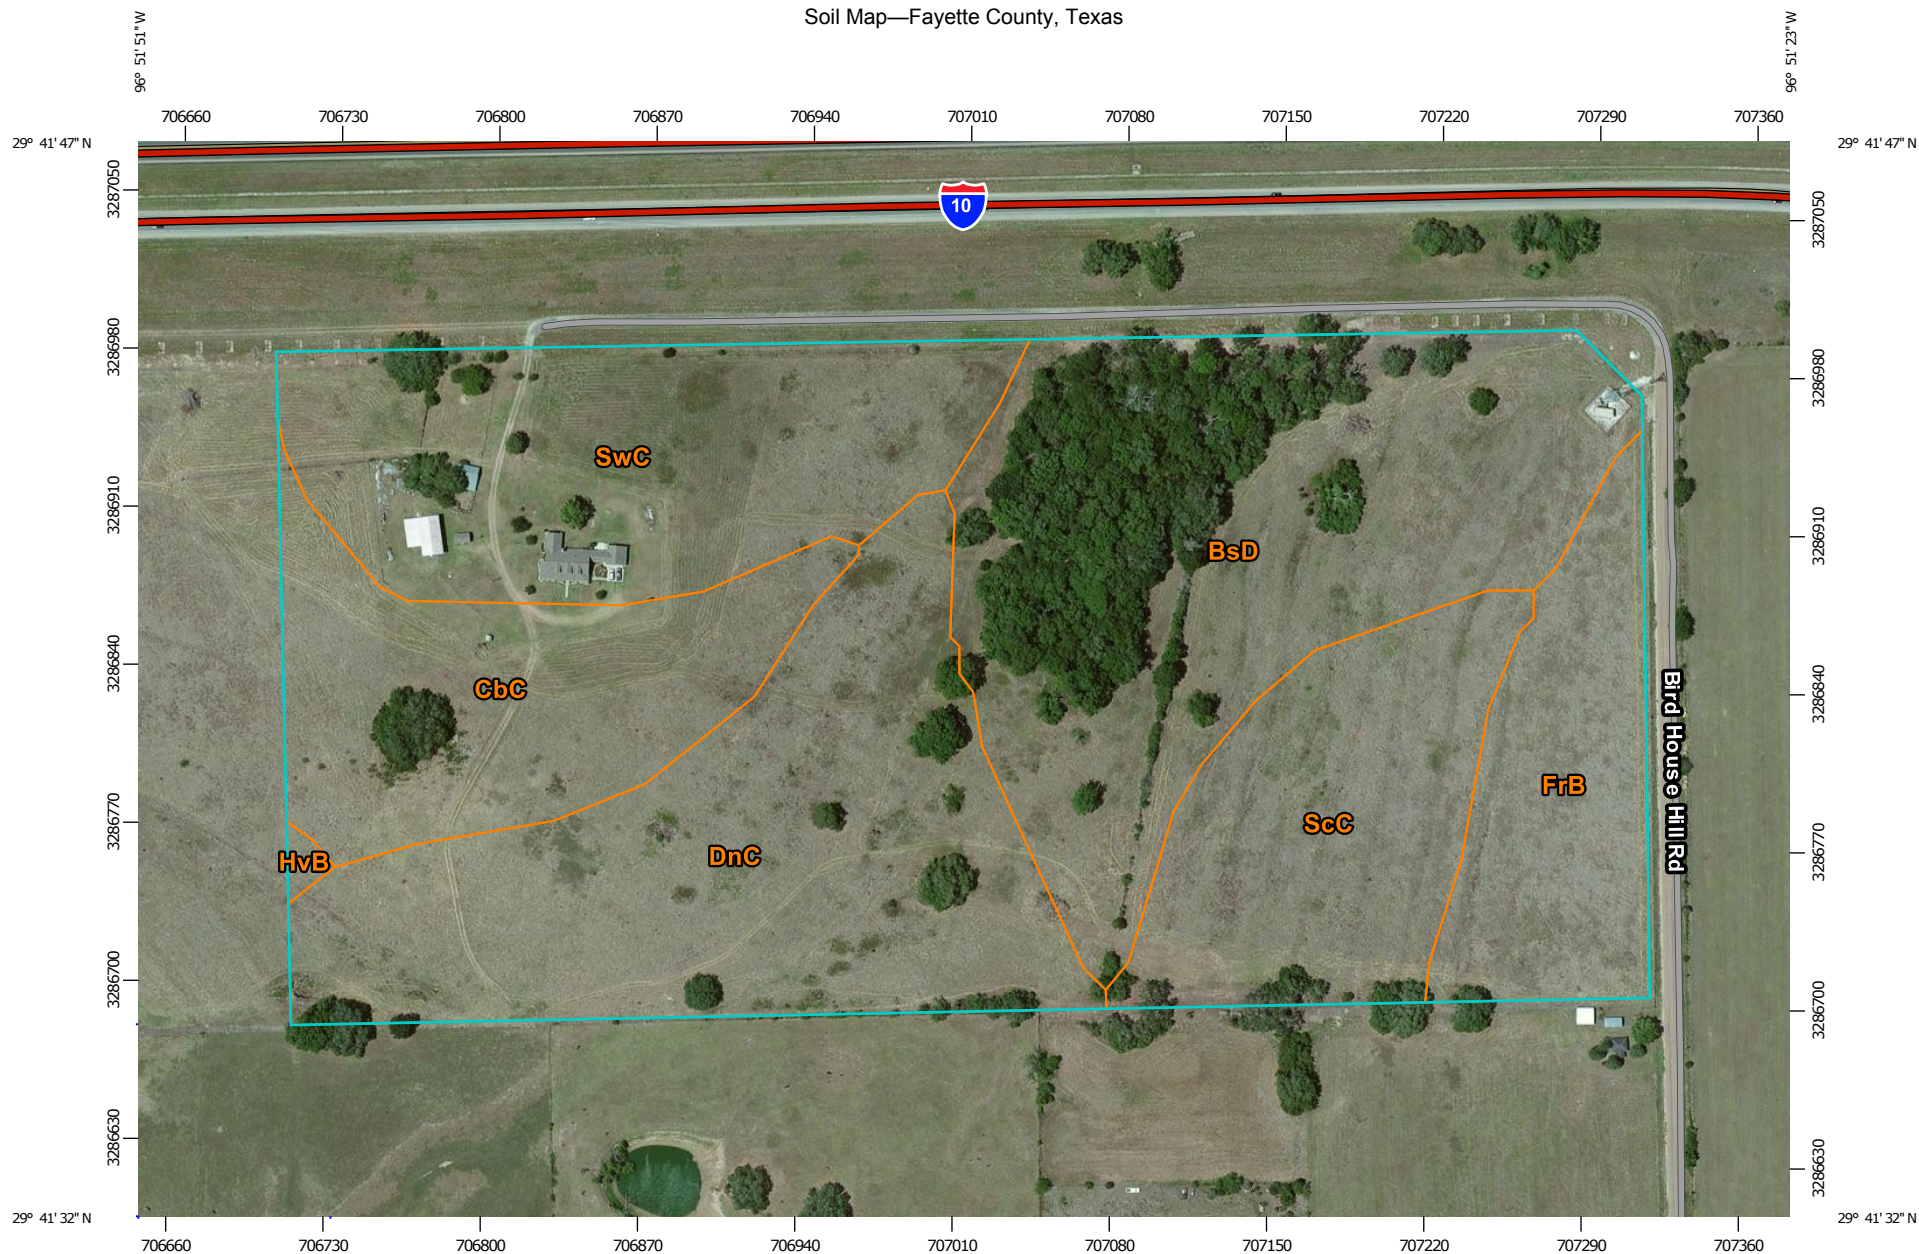 Soil Map—Fayette County, Texas
96° 51' 51" W
96° 51' 23" W
706660 706730 706800 706870 706940 707010 707080 707150 707220 707290 707360
29° 41' 47" N
29° 41' 47" N
3287050
3287050
10
3286980
3286980
SwC
3286910
3286910
BsD
3286840
3286840
CbC
Bird House Hill Rd
FrB
3286770
3286770
ScC
HvB
DnC
3286700
3286700
3286630
3286630
29° 41' 32" N
29° 41' 32" N
706660 706730 706800 706870 706940 707010 707080 707150 707220 707290 707360